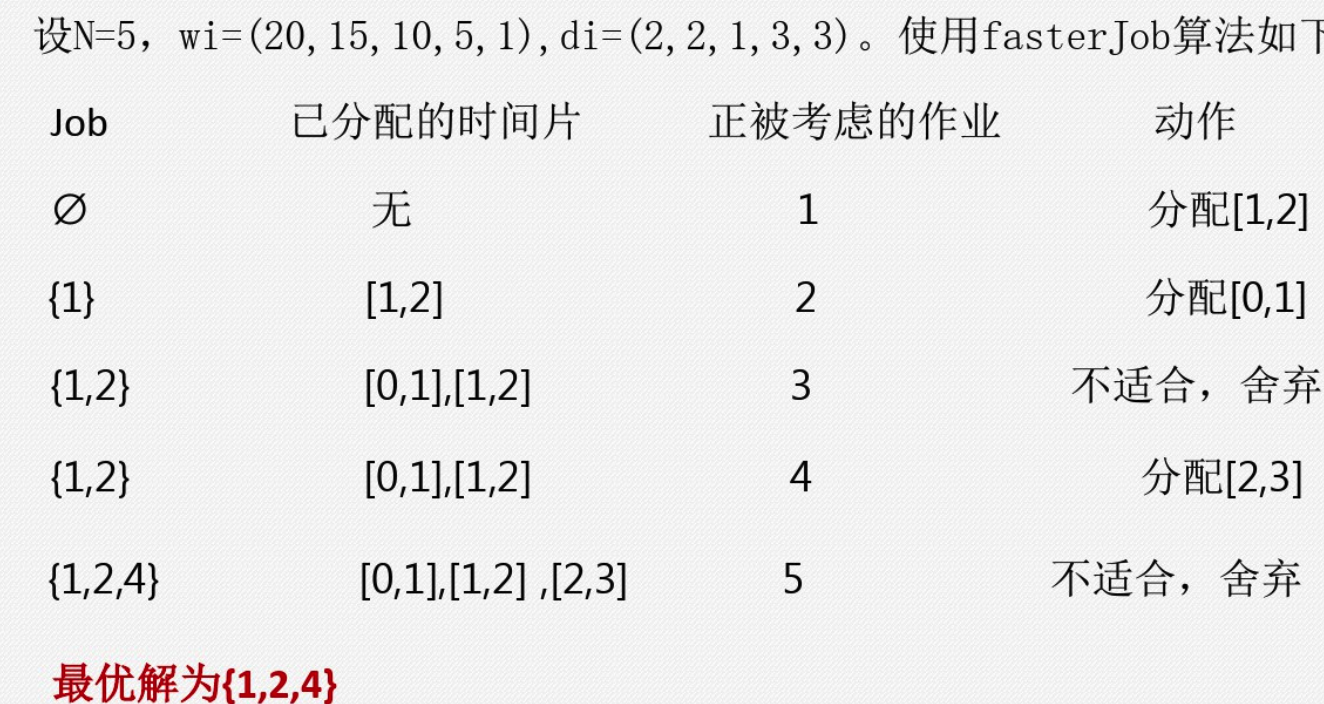 设N=5，wi=(20,15,10,5,1),di=(2,2,1,3,3)。使用fasterJob算法如下
Job 已分配的时间片 正被考虑的作业 动作
∅ 无 1 分配[1,2]
{1} [1,2] 2 分配[0,1]
{1,2} [0,1],[1,2] 3 不适合，舍弃
{1,2} [0,1],[1,2] 4 分配[2,3]
{1,2,4} [0,1],[1,2] ,[2,3] 5 不适合，舍弃
最优解为{1,2,4}